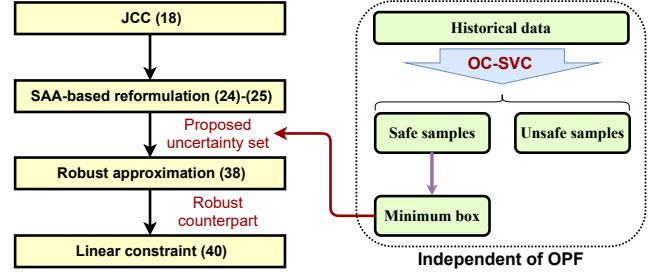 JCC (18)
SAA-based reformulation (24)-(25)
Proposed
uncertainty set
Robust approximation (38)
Robust
counterpart
Linear constraint (40)
Historical data
OC-SVC
Safe samples
Unsafe samples
Minimum box
Independent of OPF